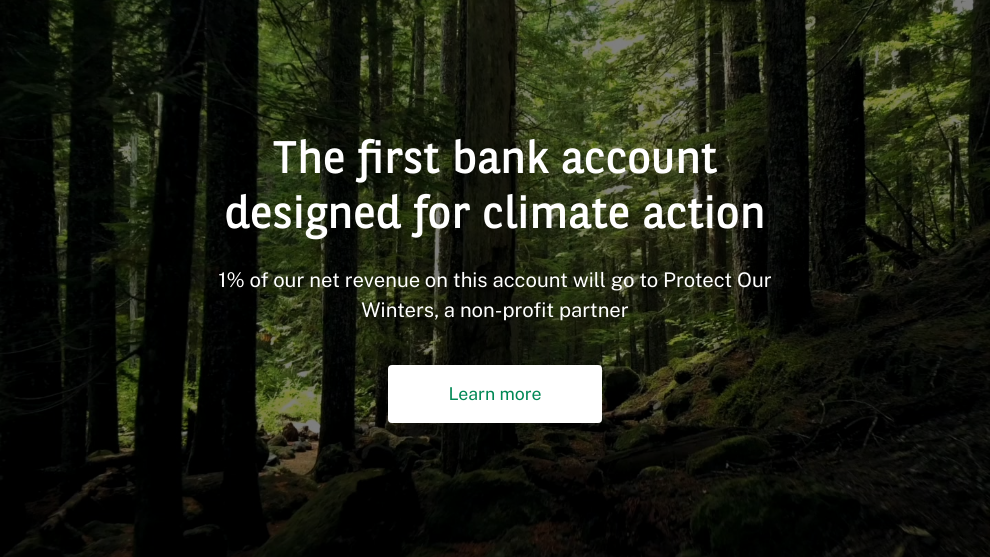 The first bank account
designed for climate action
1% of our net revenue on this account will go to Protect Our
Winters, a non-profit partner
Learn more